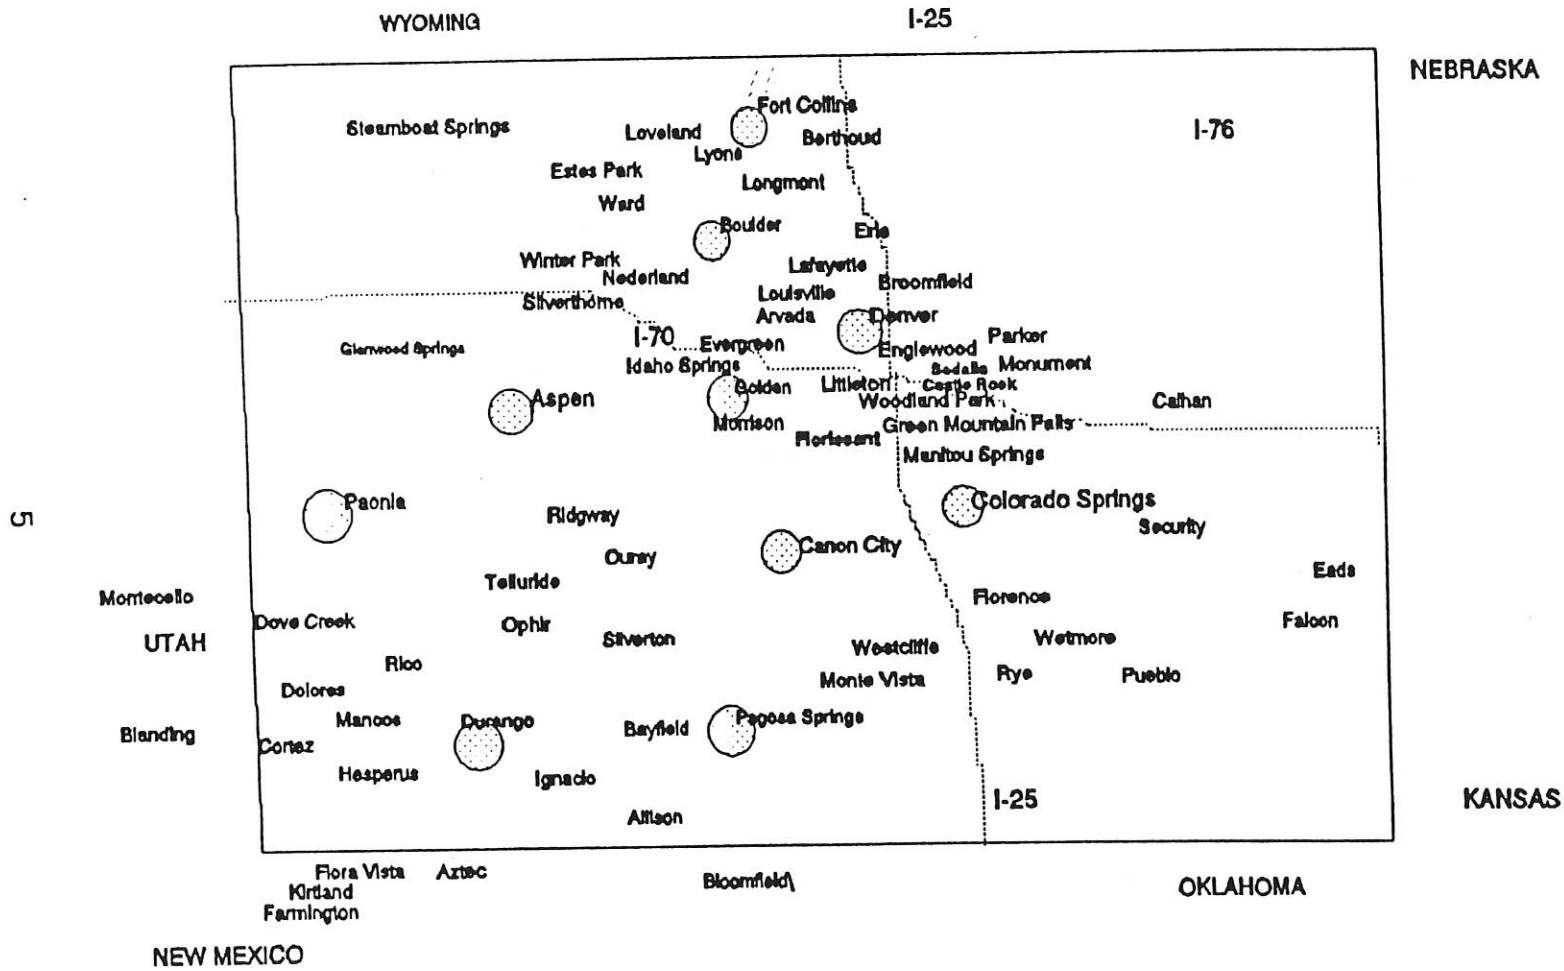 WYOMING
I-25
NEBRASKA
Fort Collins
Steamboat Springs
Loveland
Berthoud
I-76
Lyons
Estes Park
Longmont
Ward
Boulder
Erie
Winter Park
Lafayette
Nederland
Broomfield
Silverthorne
Louisville
Arvada
Denver
I-70
Evergreen
Parker
Glenwood Springs
Englewood
Idaho Springs
Sedalia
Monument
Golden
Littleton
Castle Rock
Aspen
Woodland Park
Calhan
Morrison
Green Mountain Falls
Florissant
Manitou Springs
Paonia
Colorado Springs
Ridgway
Security
5
Canon City
Ouray
Eads
Telluride
Montecello
Florence
Dove Creek
Ophir
Falcon
UTAH
Silverton
Wetmore
Westcliffe
Rico
Rye
Pueblo
Dolores
Monte Vista
Mancos
Durango
Bayfield
Pagosa Springs
Blanding
Cortez
Hesperus
Ignacio
I-25
KANSAS
Allison
Flora Vista
Aztec
Bloomfield\
OKLAHOMA
Kirtland
Farmington
NEW MEXICO